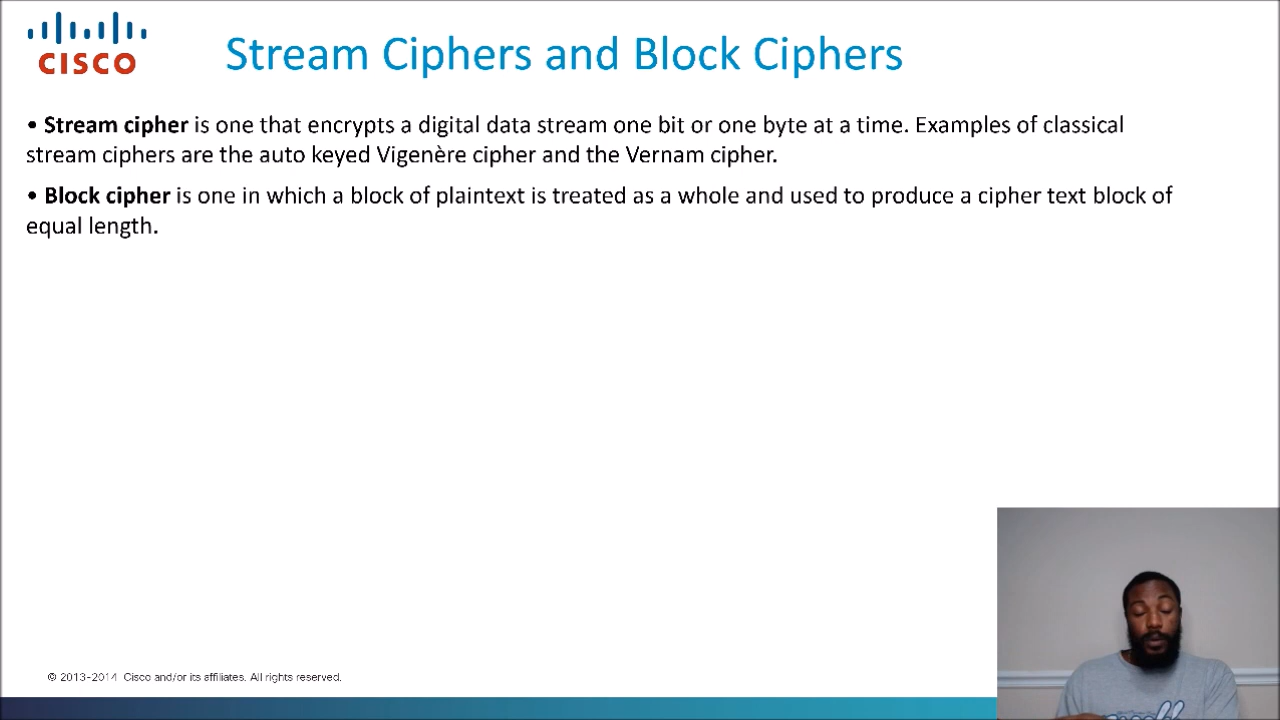 CISCO
Stream Ciphers and Block Ciphers
• Stream cipher is one that encrypts a digital data stream one bit or one byte at a time. Examples of classical
stream ciphers are the auto keyed Vigenère cipher and the Vernam cipher.
• Block cipher is one in which a block of plaintext is treated as a whole and used to produce a cipher text block of
equal length.
© 2013-2014 Cisco and/or its affiliates. All rights reserved.